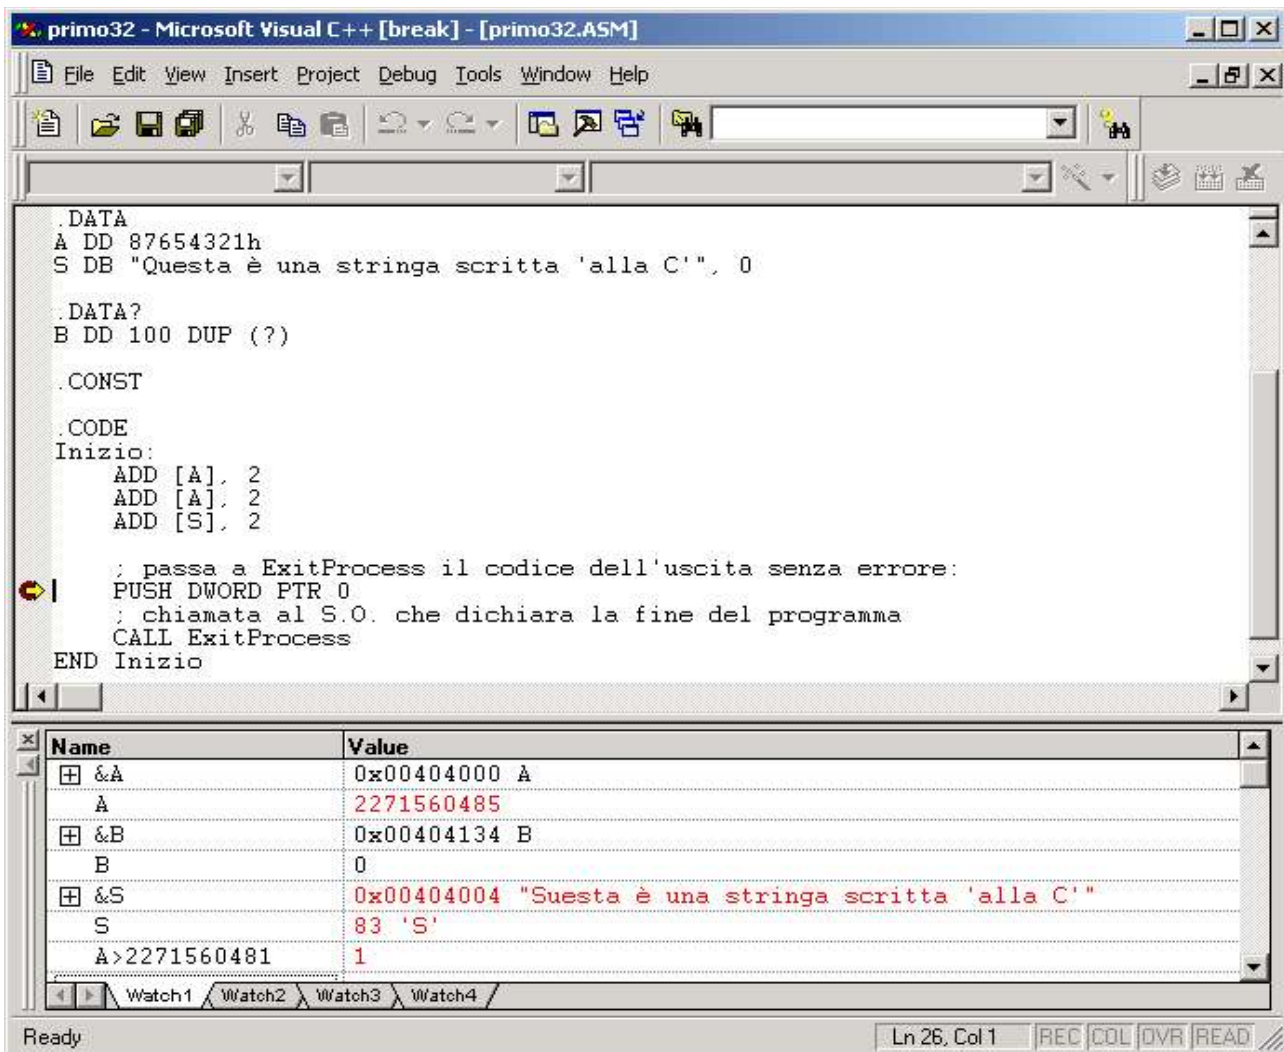 primo32 - Microsoft Visual C++ [break] - [primo32.ASM]
File Edit View Insert Project Debug Tools Window Help
.DATA
A DD 87654321h
S DB "Questa è una stringa scritta 'alla C'", 0
.DATA?
B DD 100 DUP (?)
.CONST
.CODE
Inizio:
ADD [A], 2
ADD [A], 2
ADD [S], 2
; passa a ExitProcess il codice dell'uscita senza errore:
PUSH DWORD PTR 0
; chiamata al S.O. che dichiara la fine del programma
CALL ExitProcess
END Inizio
Name Value
&A 0x00404000 A
A 2271560485
&B 0x00404134 B
B 0
&S 0x00404004 "Suesta è una stringa scritta 'alla C'"
S 83 'S'
A>2271560481 1
Watch1 Watch2 Watch3 Watch4
Ready Ln 26, Col 1 REC COL OVR READ